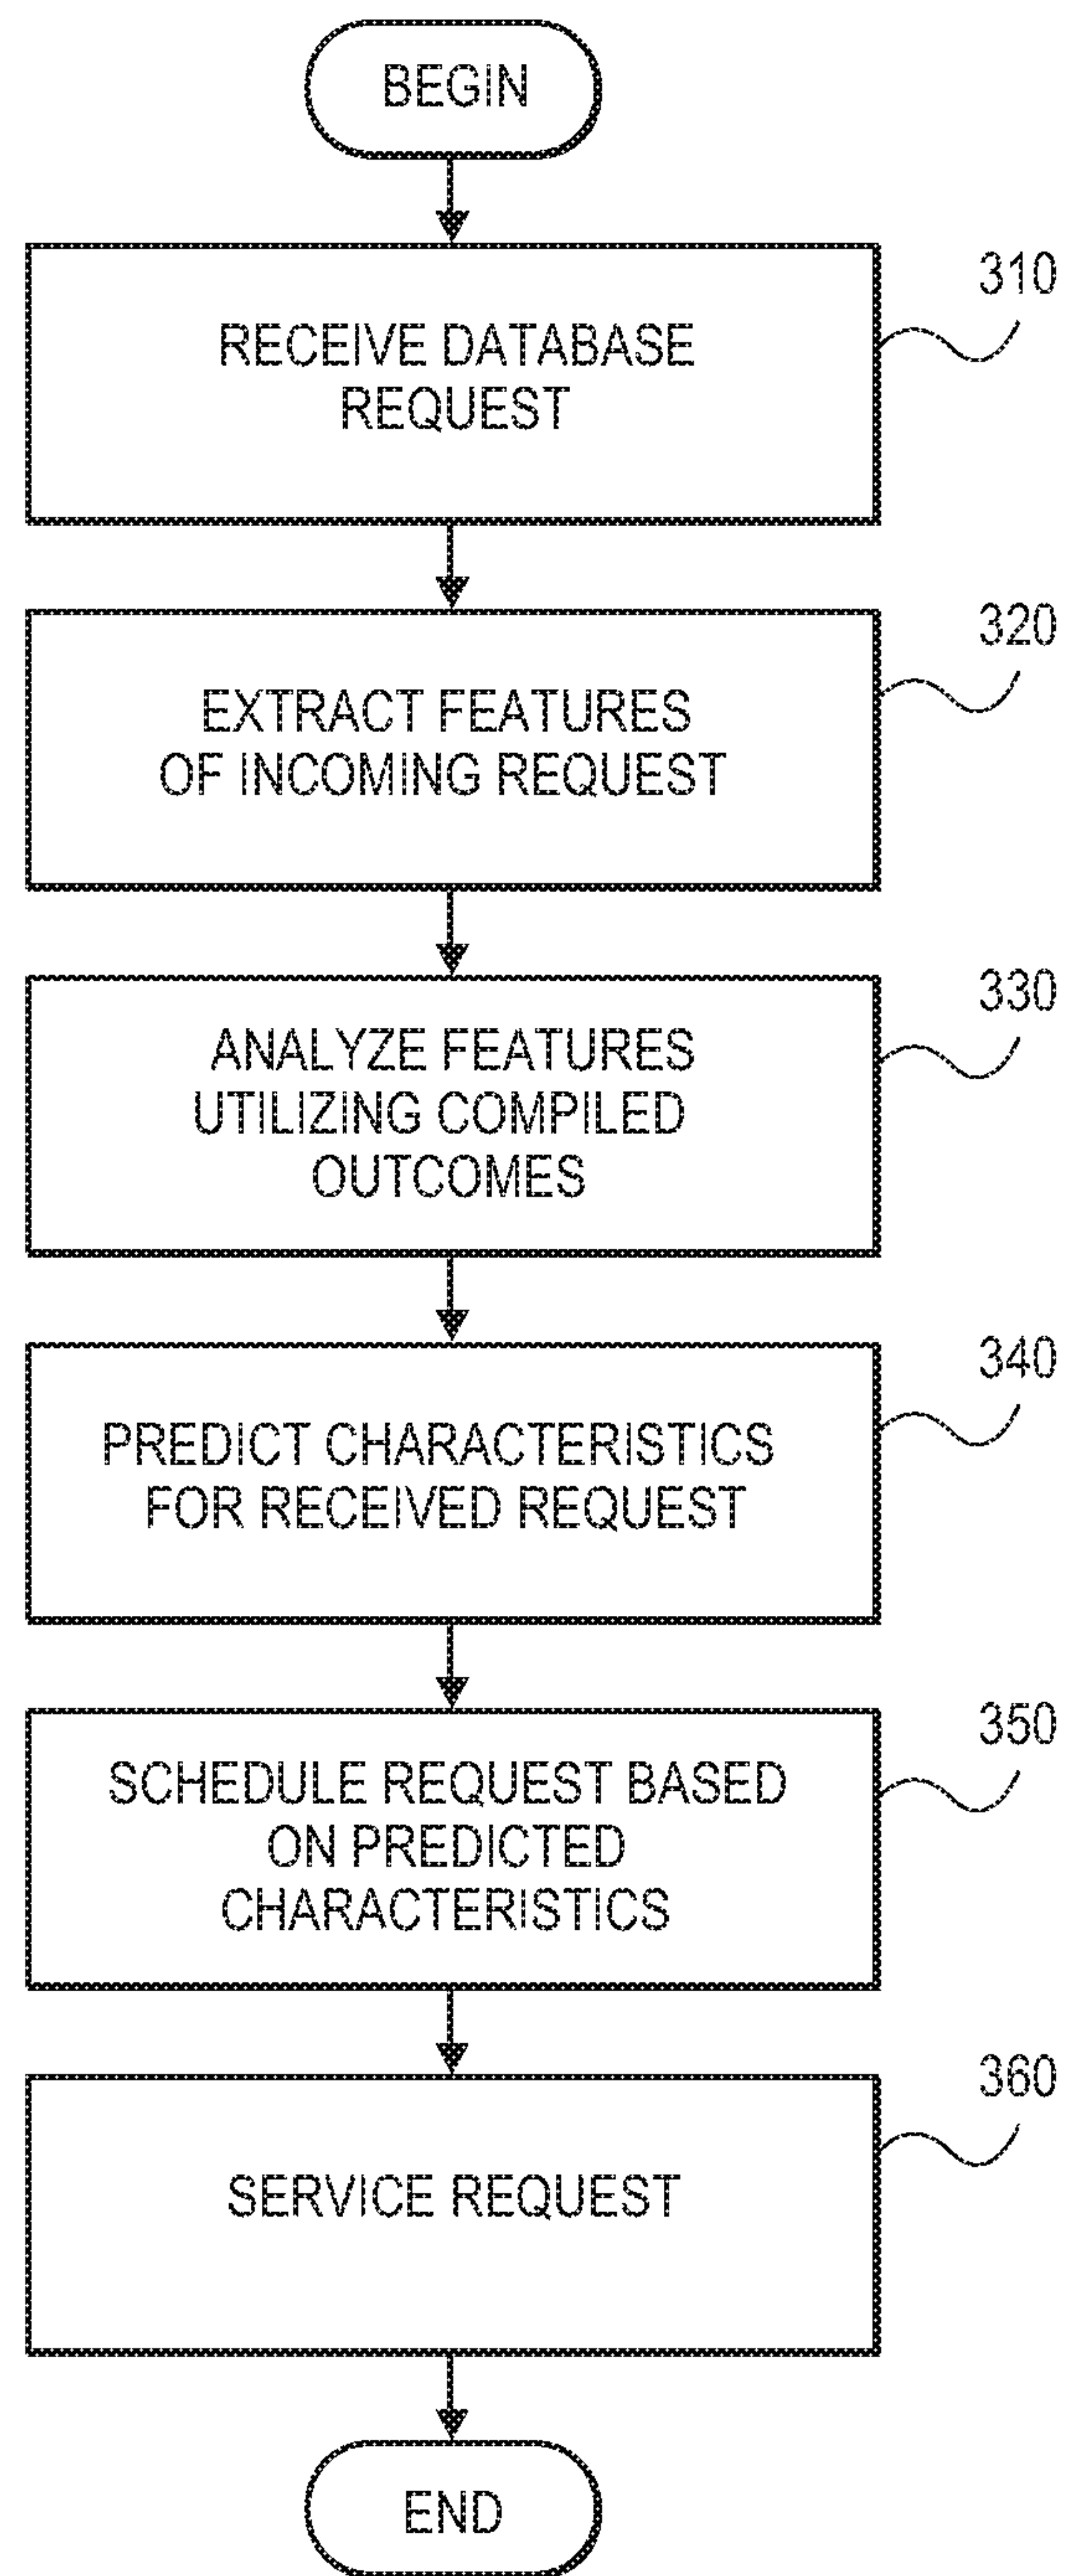 BEGIN
310
RECEIVE DATABASE
REQUEST
320
EXTRACT FEATURES
OF INCOMING REQUEST
330
ANALYZE FEATURES
UTILIZING COMPILED
OUTCOMES
340
PREDICT CHARACTERISTICS
FOR RECEIVED REQUEST
350
SCHEDULE REQUEST BASED
ON PREDICTED
CHARACTERISTICS
360
SERVICE REQUEST
END